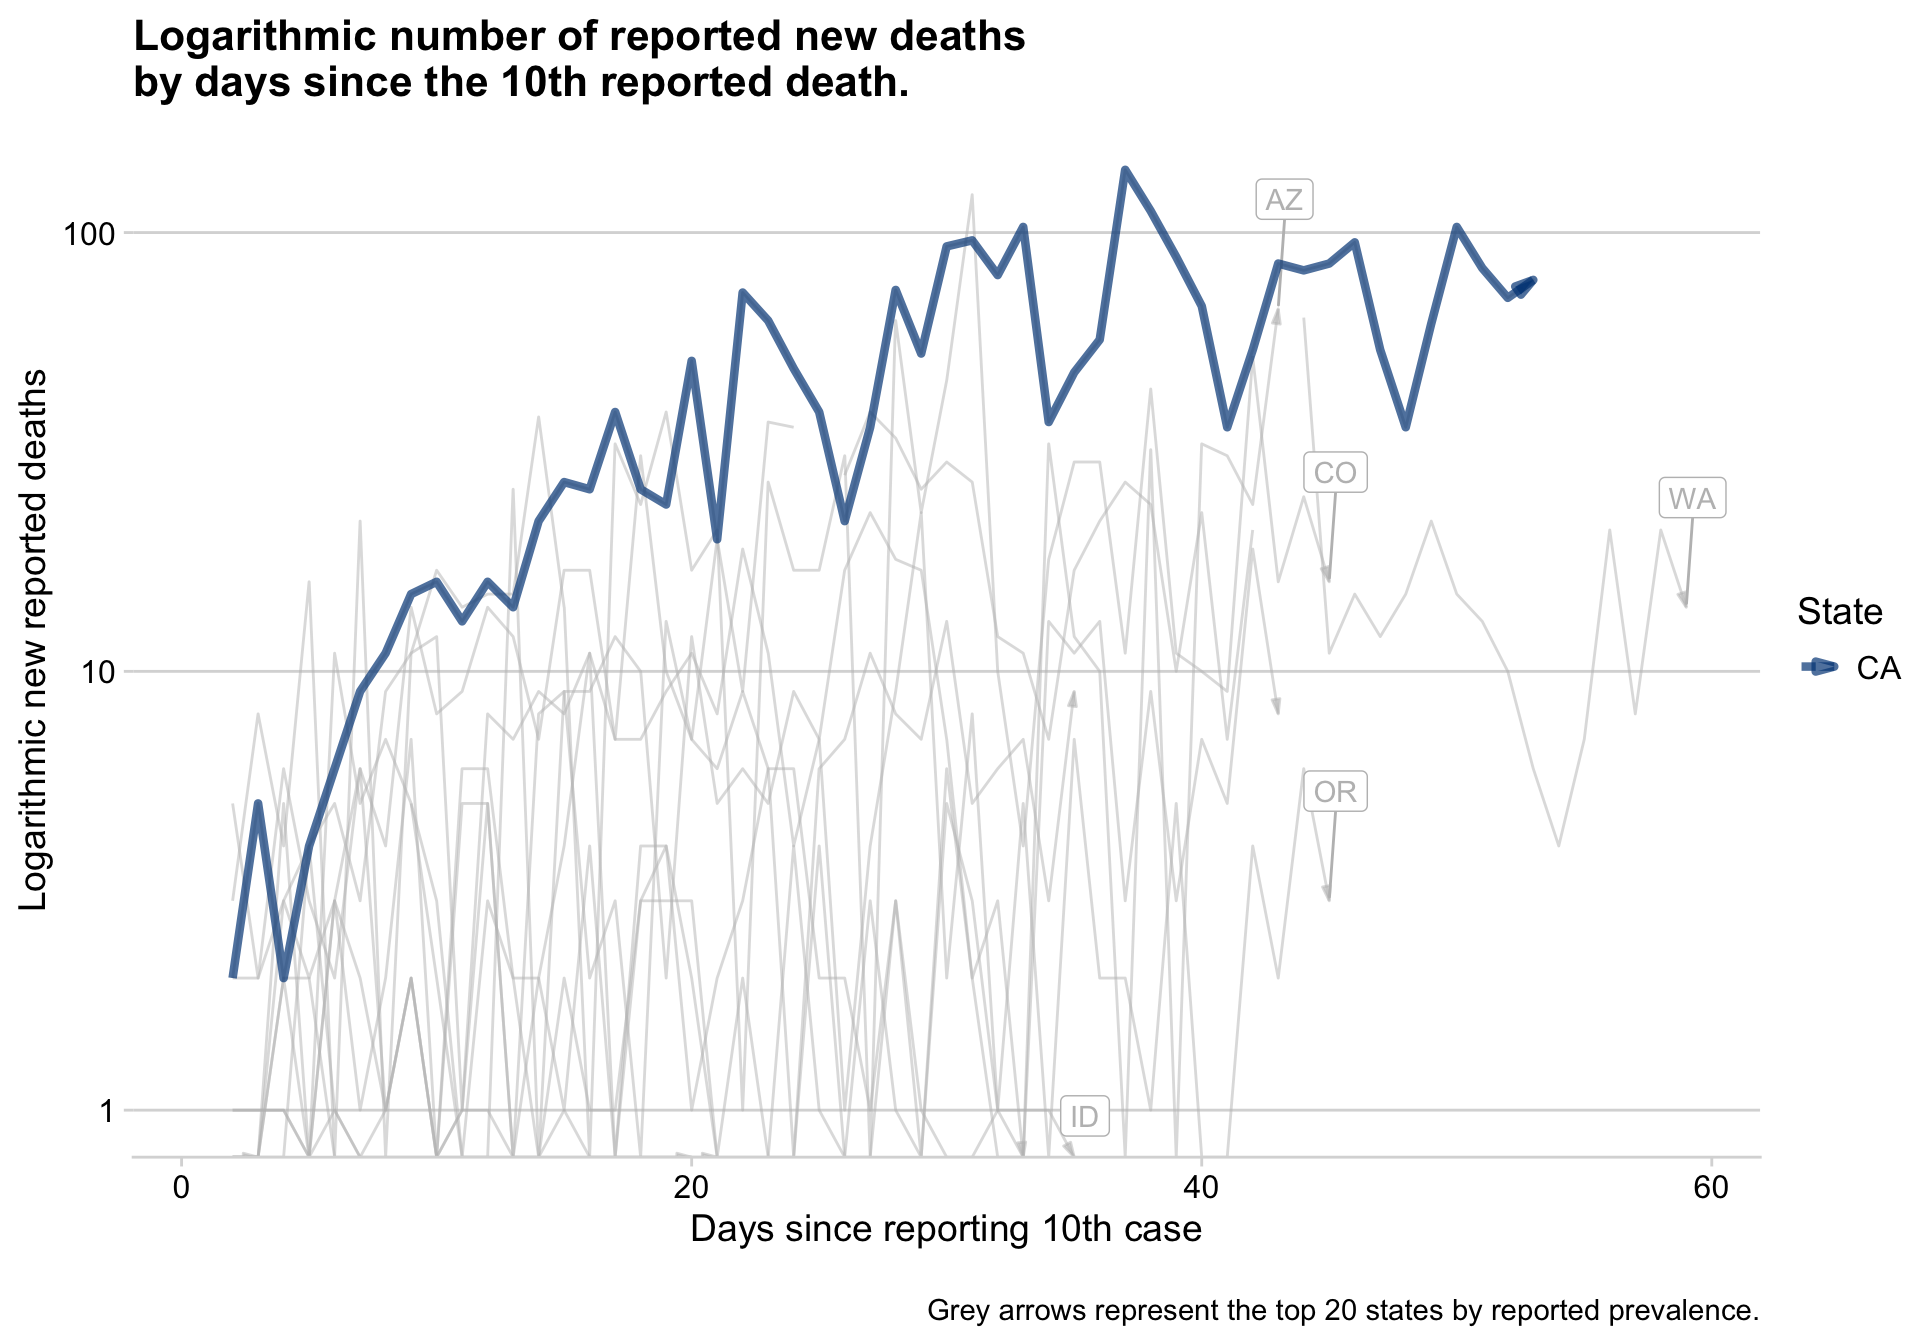 Logarithmic number of reported new deaths
by days since the 10th reported death.
Logarithmic new reported deaths
100
10
1
AZ
CO
WA
OR
ID
State
CA
0 20 40 60
Days since reporting 10th case
Grey arrows represent the top 20 states by reported prevalence.